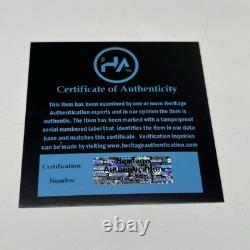 HA
Certificate of Authenticity
This Item has been examined by one or more Heritage
Authentication experts and in our opinion the item is
authentic. The item has been marked with a tamperproof
serial numbered label that identifies the item in our data
base and matches this certificate. Verification inquiries
can be made by visiting www.heritageauthentication.com.
Certification
Number
Heritage
Authentication